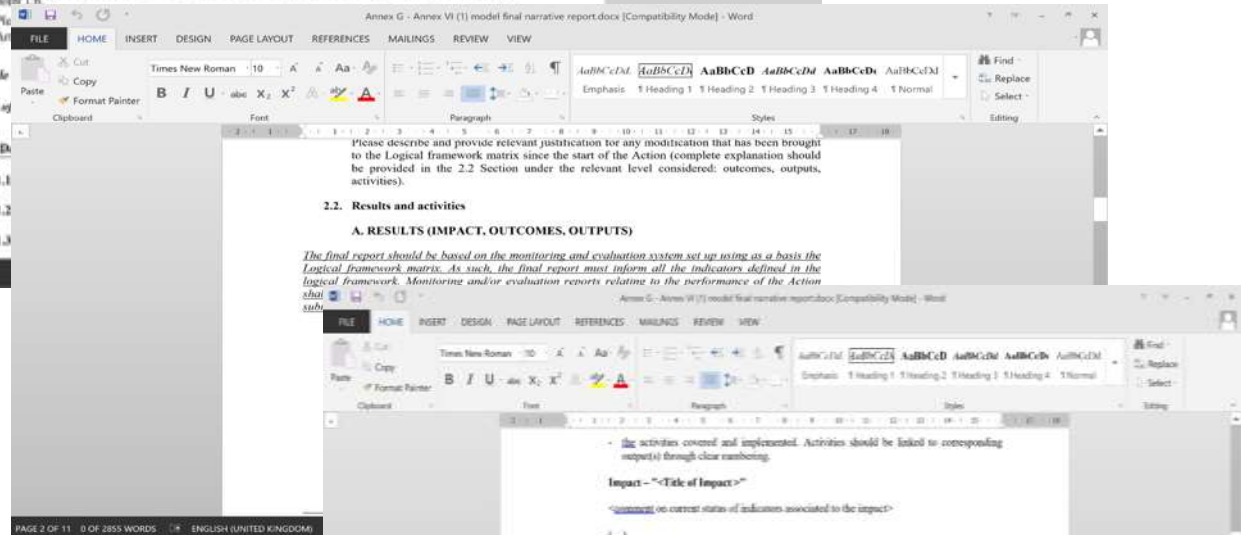 Annex G - Annex VI (1) model final narrative report.docx [Compatibility Mode] - Word
FILE HOME INSERT DESIGN PAGE LAYOUT REFERENCES MAILINGS REVIEW VIEW
Cut
Copy
Format Painter
Paste
Clipboard
Times New Roman 10
Font
Paragraph
AaBbCcDd AaBbCcDc AaBbCcD AaBbCcDd AaBbCcDc AaBbCcDd
Emphasis ¶ Heading 1 ¶ Heading 2 ¶ Heading 3 ¶ Heading 4 ¶ Normal
Styles
Find
Replace
Select
Editing
Please describe and provide relevant justification for any modification that has been brought
to the Logical framework matrix since the start of the Action (complete explanation should
be provided in the 2.2 Section under the relevant level considered: outcomes, outputs,
activities).
2.2. Results and activities
A. RESULTS (IMPACT, OUTCOMES, OUTPUTS)
The final report should be based on the monitoring and evaluation system set up using as a basis the
Logical framework matrix. As such, the final report must inform all the indicators defined in the
logical framework. Monitoring and/or evaluation reports relating to the performance of the Action
PAGE 2 OF 11 0 OF 2855 WORDS ENGLISH (UNITED KINGDOM)
Annex G - Annex VI (1) model final narrative report.docx [Compatibility Mode] - Word
FILE HOME INSERT DESIGN PAGE LAYOUT REFERENCES MAILINGS REVIEW VIEW
Cut
Copy
Format Painter
Paste
Clipboard
Times New Roman 10
Font
Paragraph
Emphasis ¶ Heading 1 ¶ Heading 2 ¶ Heading 3 ¶ Heading 4 ¶ Normal
Styles
Find
Replace
Select
Editing
- the activities covered and implemented. Activities should be linked to corresponding
output(s) through clear numbering.
Impact – "<Title of Impact>"
<comment on current status of indicators associated to the impact>